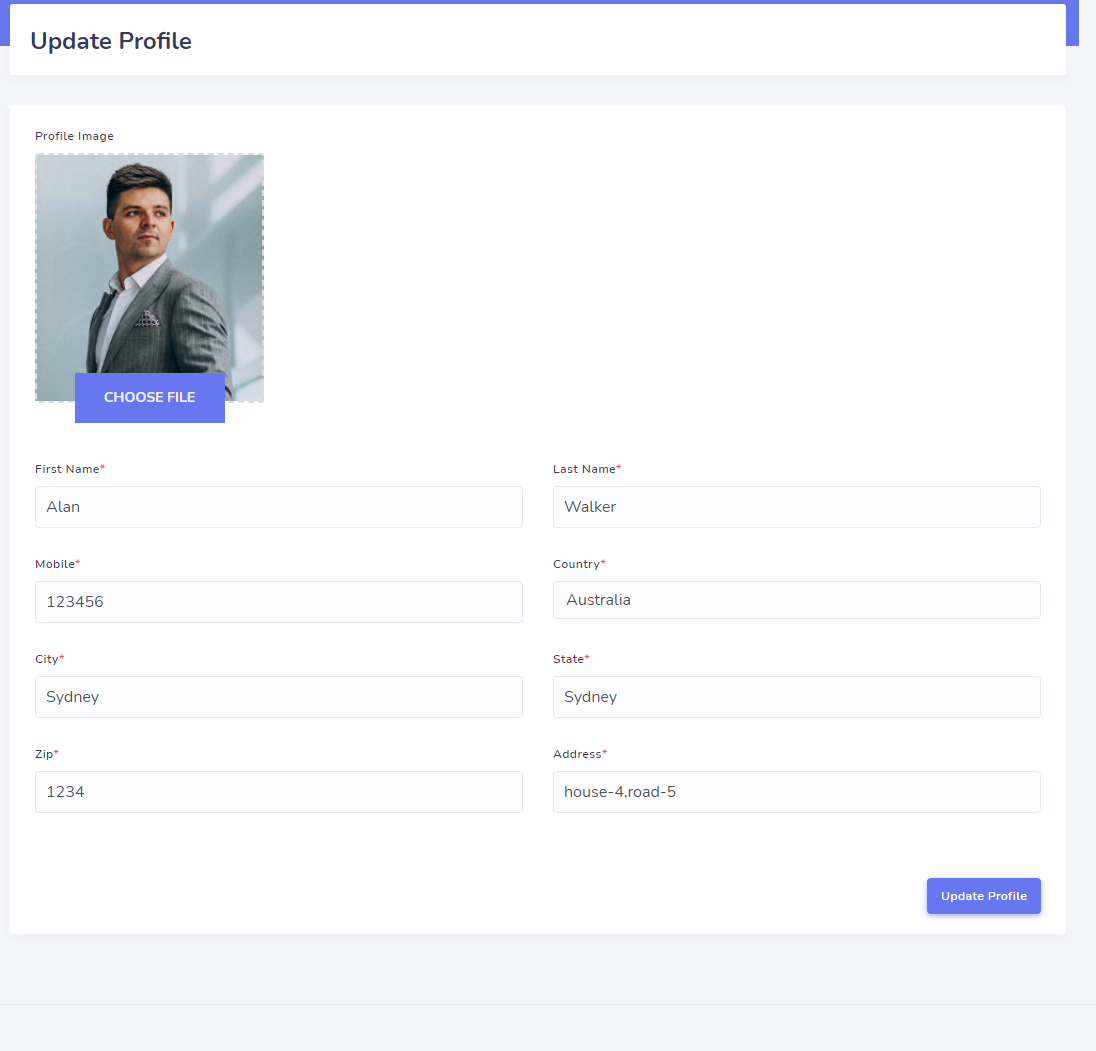 Update Profile
Profile Image
CHOOSE FILE
First Name*
Last Name*
Alan
Walker
Mobile*
Country*
123456
Australia
City*
State*
Sydney
Sydney
Zip*
Address*
1234
house-4,road-5
Update Profile